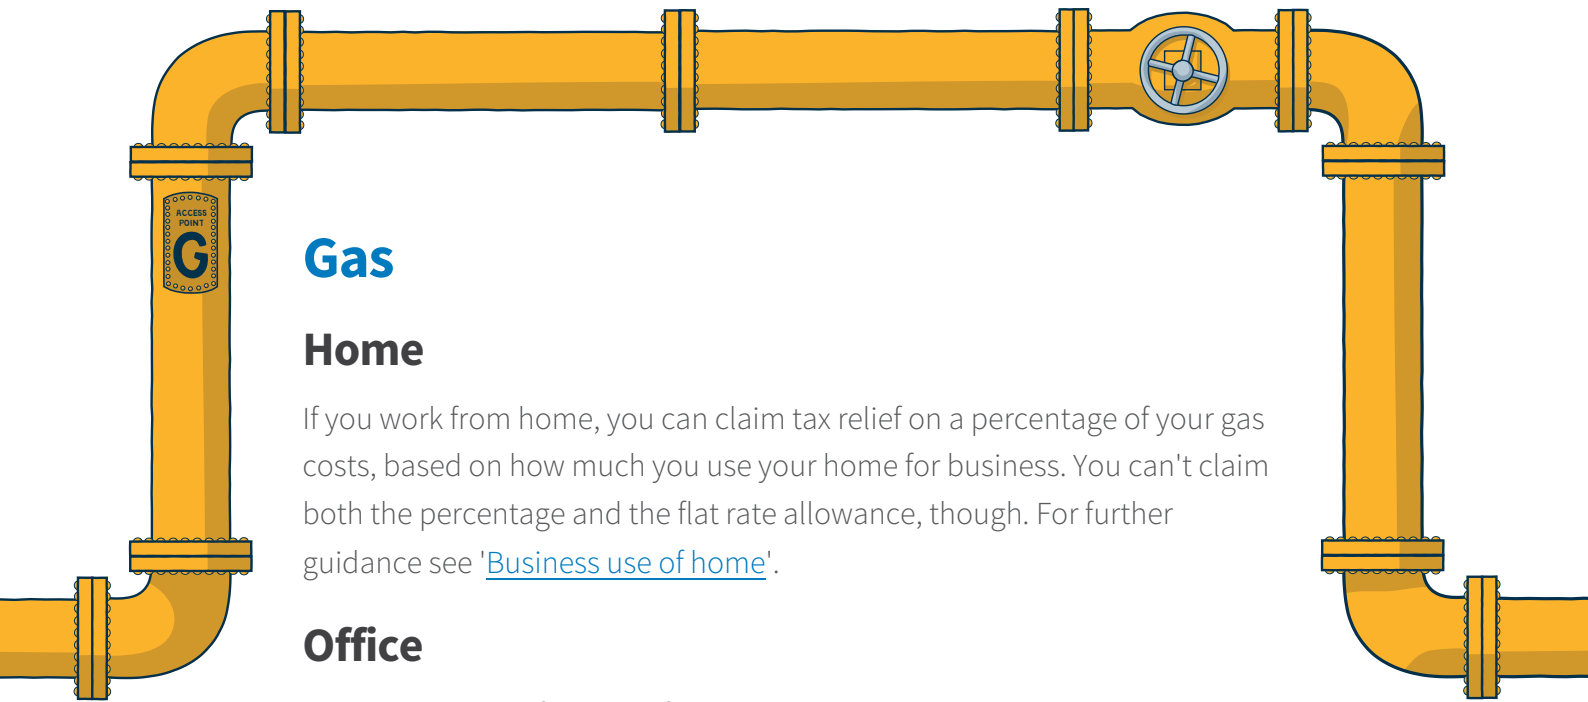 ACCESS
POINT
G
Gas
Home
If you work from home, you can claim tax relief on a percentage of your gas
costs, based on how much you use your home for business. You can't claim
both the percentage and the flat rate allowance, though. For further
guidance see 'Business use of home'.
Office